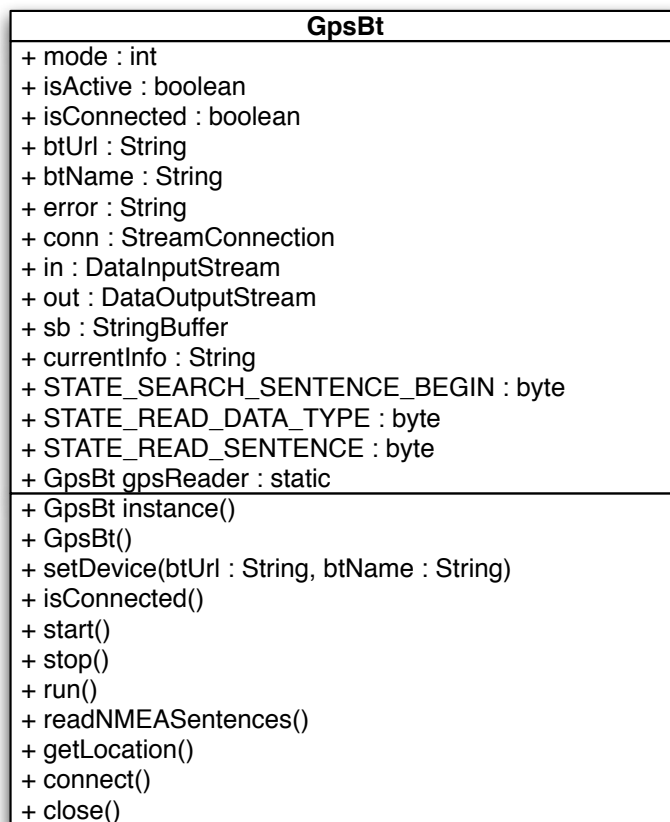 GpsBt
+ mode : int
+ isActive : boolean
+ isConnected : boolean
+ btUrl : String
+ btName : String
+ error : String
+ conn : StreamConnection
+ in : DataInputStream
+ out : DataOutputStream
+ sb : StringBuffer
+ currentInfo : String
+ STATE_SEARCH_SENTENCE_BEGIN : byte
+ STATE_READ_DATA_TYPE : byte
+ STATE_READ_SENTENCE : byte
+ GpsBt gpsReader : static
+ GpsBt instance()
+ GpsBt()
+ setDevice(btUrl : String, btName : String)
+ isConnected()
+ start()
+ stop()
+ run()
+ readNMEASentences()
+ getLocation()
+ connect()
+ close()